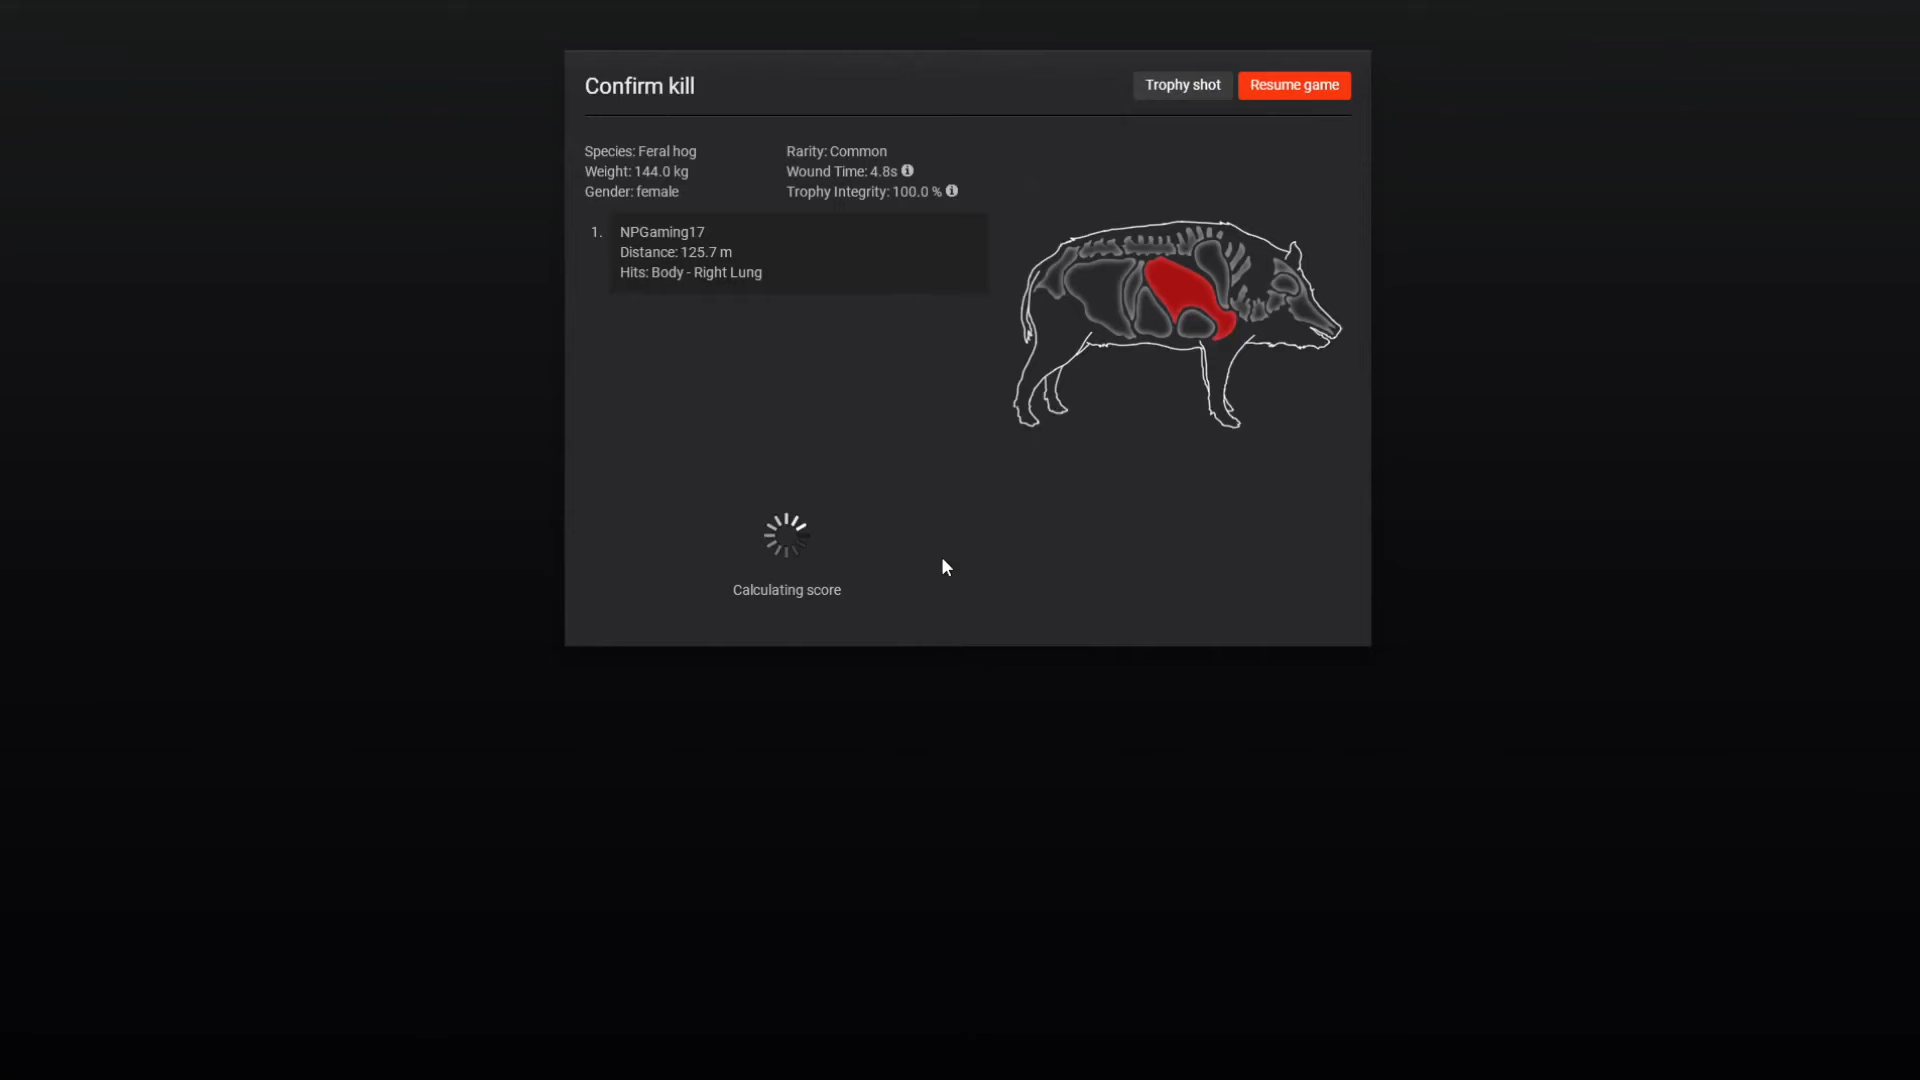 Confirm kill
Trophy shot
Resume game
Species: Feral hog
Weight: 144.0 kg
Gender: female
Rarity: Common
Wound Time: 4.8s
Trophy Integrity: 100.0 %
1.
NPGaming17
Distance: 125.7 m
Hits: Body - Right Lung
Calculating score